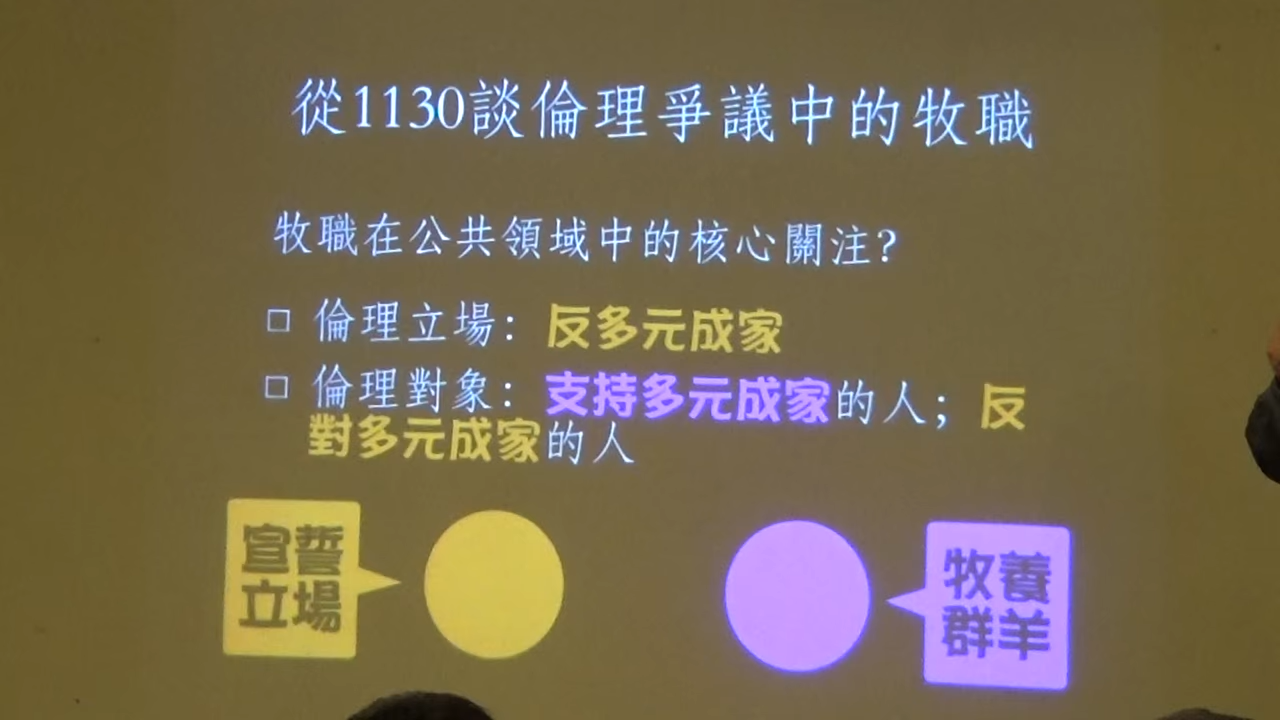 從1130談倫理爭議中的牧職
牧職在公共領域中的核心關注?
□ 倫理立場：反多元成家
□ 倫理對象：支持多元成家的人；反
對多元成家的人
宣誓
立場
牧養
群羊